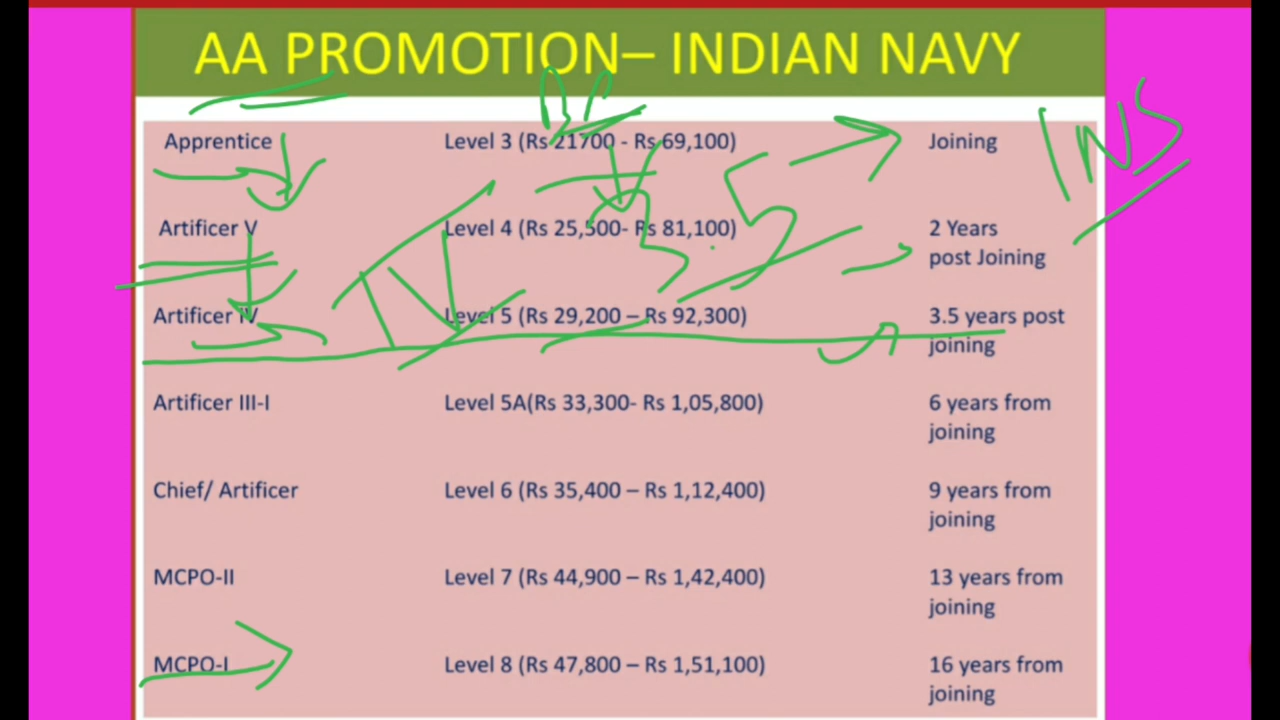 AA PROMOTION– INDIAN NAVY
Apprentice Level 3 (Rs 21700 - Rs 69,100) Joining
INS
Artificer V Level 4 (Rs 25,500- Rs 81,100) 2 Years
post Joining
Artificer IV Level 5 (Rs 29,200 – Rs 92,300) 3.5 years post
joining
Artificer III-I Level 5A(Rs 33,300- Rs 1,05,800) 6 years from
joining
Chief/ Artificer Level 6 (Rs 35,400 – Rs 1,12,400) 9 years from
joining
MCPO-II Level 7 (Rs 44,900 – Rs 1,42,400) 13 years from
joining
MCPO-I Level 8 (Rs 47,800 – Rs 1,51,100) 16 years from
joining